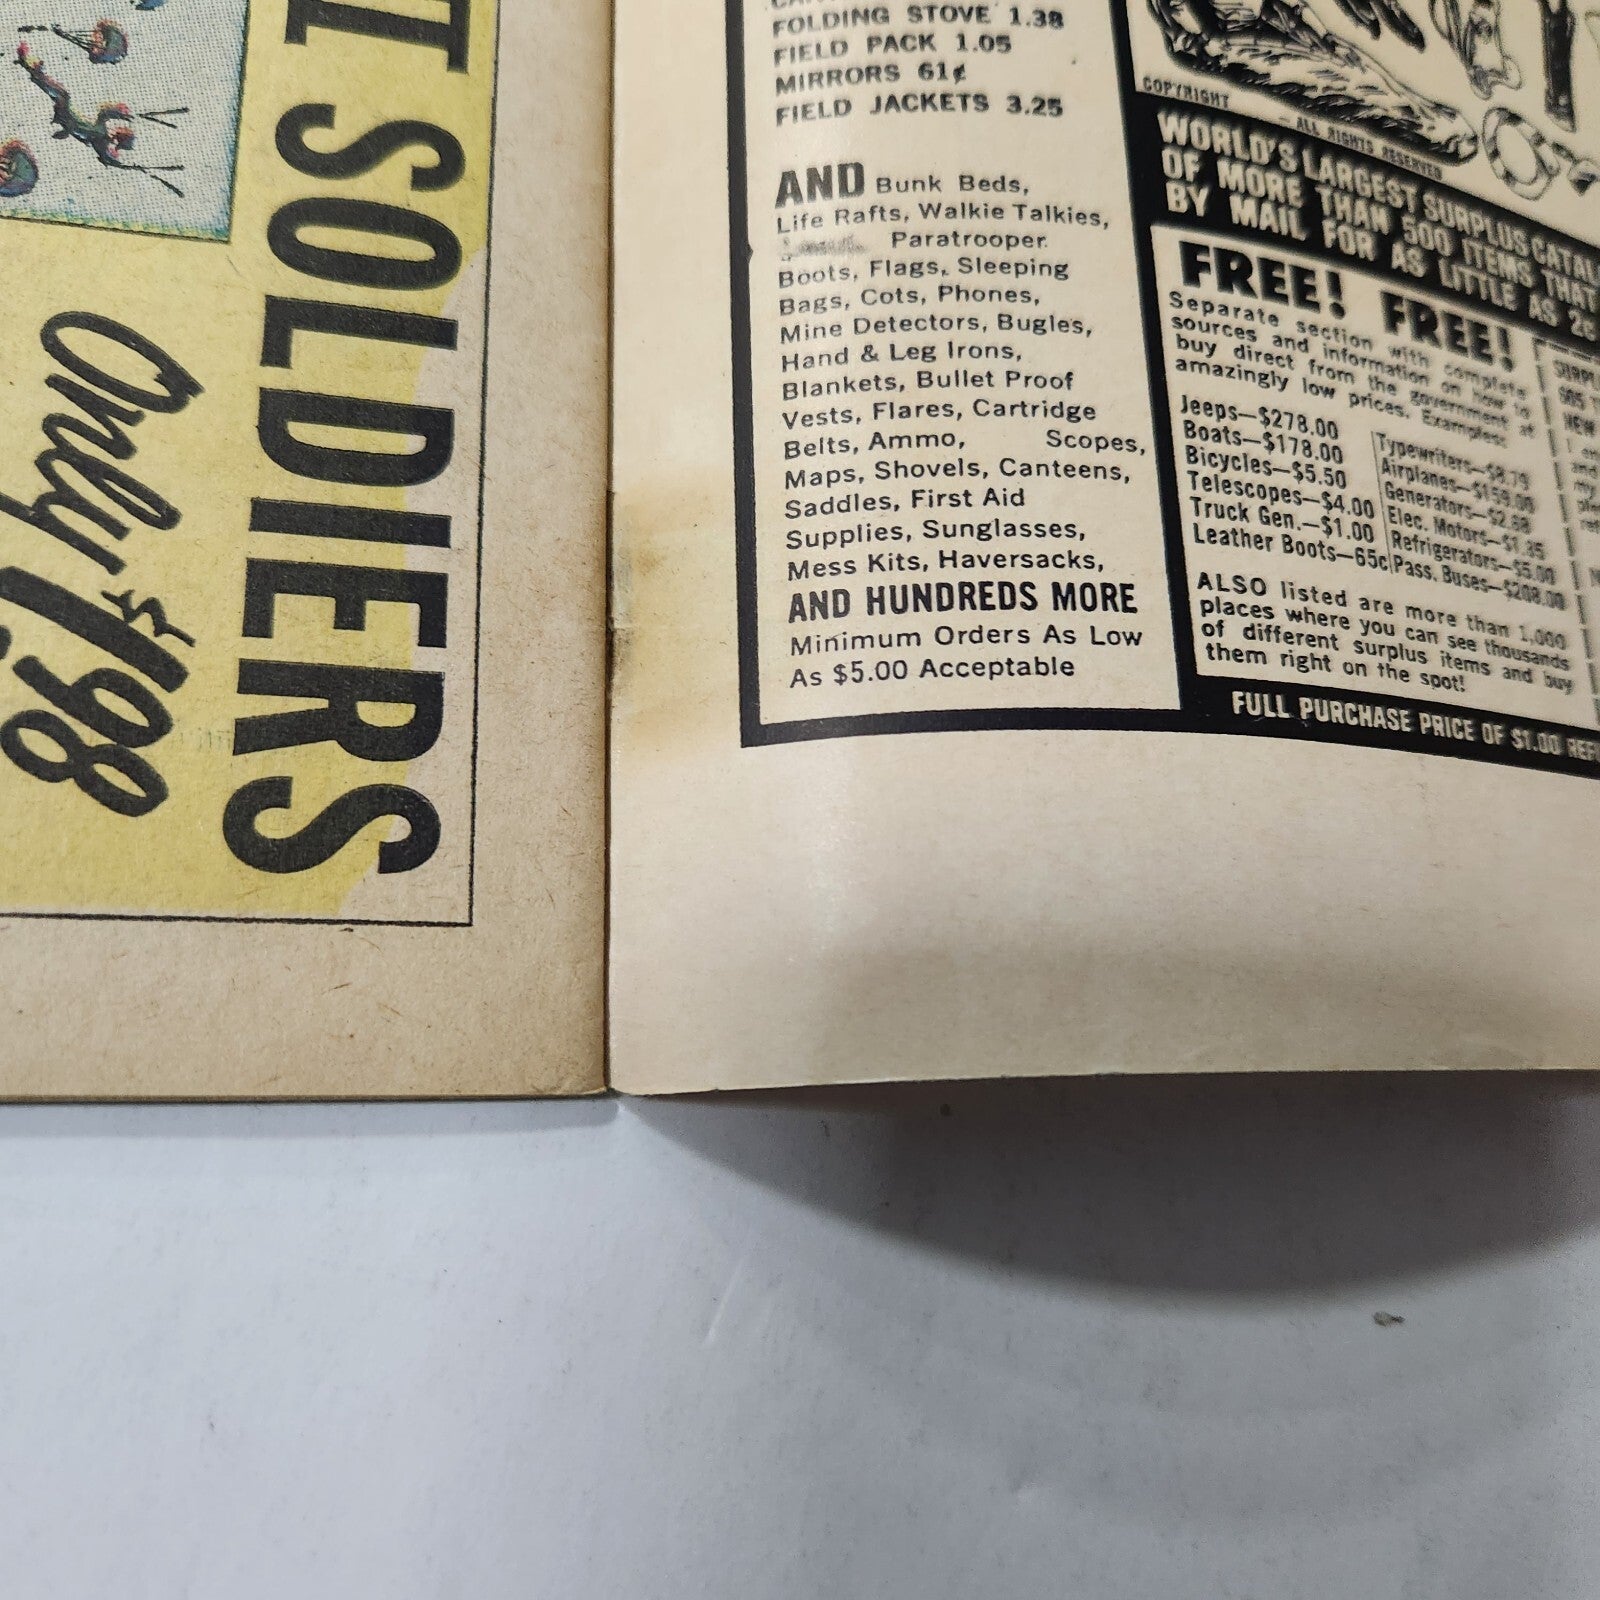 T SOLDIERS
Only $1.98
FOLDING STOVE 1.38
FIELD PACK 1.05
MIRRORS 61¢
FIELD JACKETS 3.25
AND Bunk Beds,
Life Rafts, Walkie Talkies,
Paratrooper
Boots, Flags, Sleeping
Bags, Cots, Phones,
Mine Detectors, Bugles,
Hand & Leg Irons,
Blankets, Bullet Proof
Vests, Flares, Cartridge
Belts, Ammo, Scopes,
Maps, Shovels, Canteens,
Saddles, First Aid
Supplies, Sunglasses,
Mess Kits, Haversacks,
AND HUNDREDS MORE
Minimum Orders As Low
As $5.00 Acceptable
COPYRIGHT — ALL RIGHTS RESERVED
WORLD'S LARGEST SURPLUS CATAL
OF MORE THAN 500 ITEMS THAT
BY MAIL FOR AS LITTLE AS 2¢
FREE! FREE!
Separate section with complete
sources and information on how to
buy direct from the government at
amazingly low prices. Examples:
Jeeps—$278.00
Boats—$178.00
Bicycles—$5.50
Telescopes—$4.00
Truck Gen.—$1.00
Leather Boots—65c
Typewriters—$8.79
Airplanes—$159.00
Generators—$2.68
Elec. Motors—$1.35
Refrigerators—$5.00
Pass. Buses—$208.00
ALSO listed are more than 1,000
places where you can see thousands
of different surplus items and buy
them right on the spot!
FULL PURCHASE PRICE OF $1.00 REF